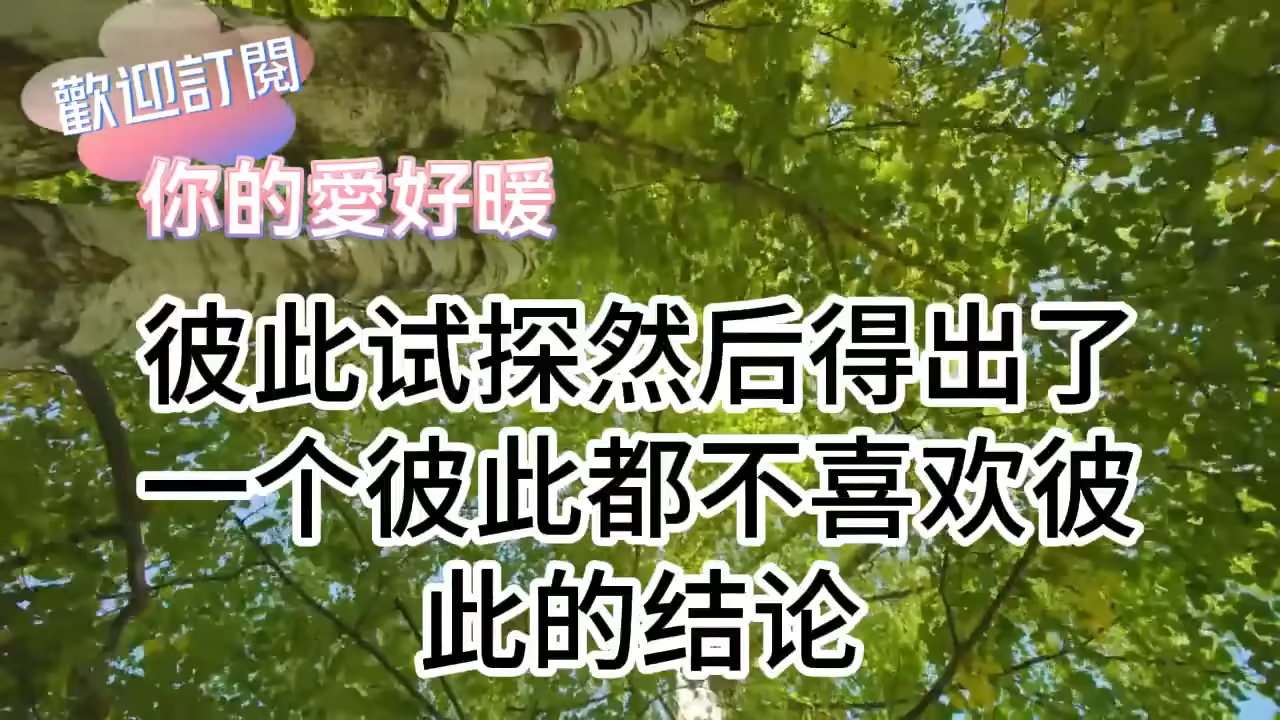 歡迎訂閱
你的愛好暖
彼此试探然后得出了
一个彼此都不喜欢彼
此的结论